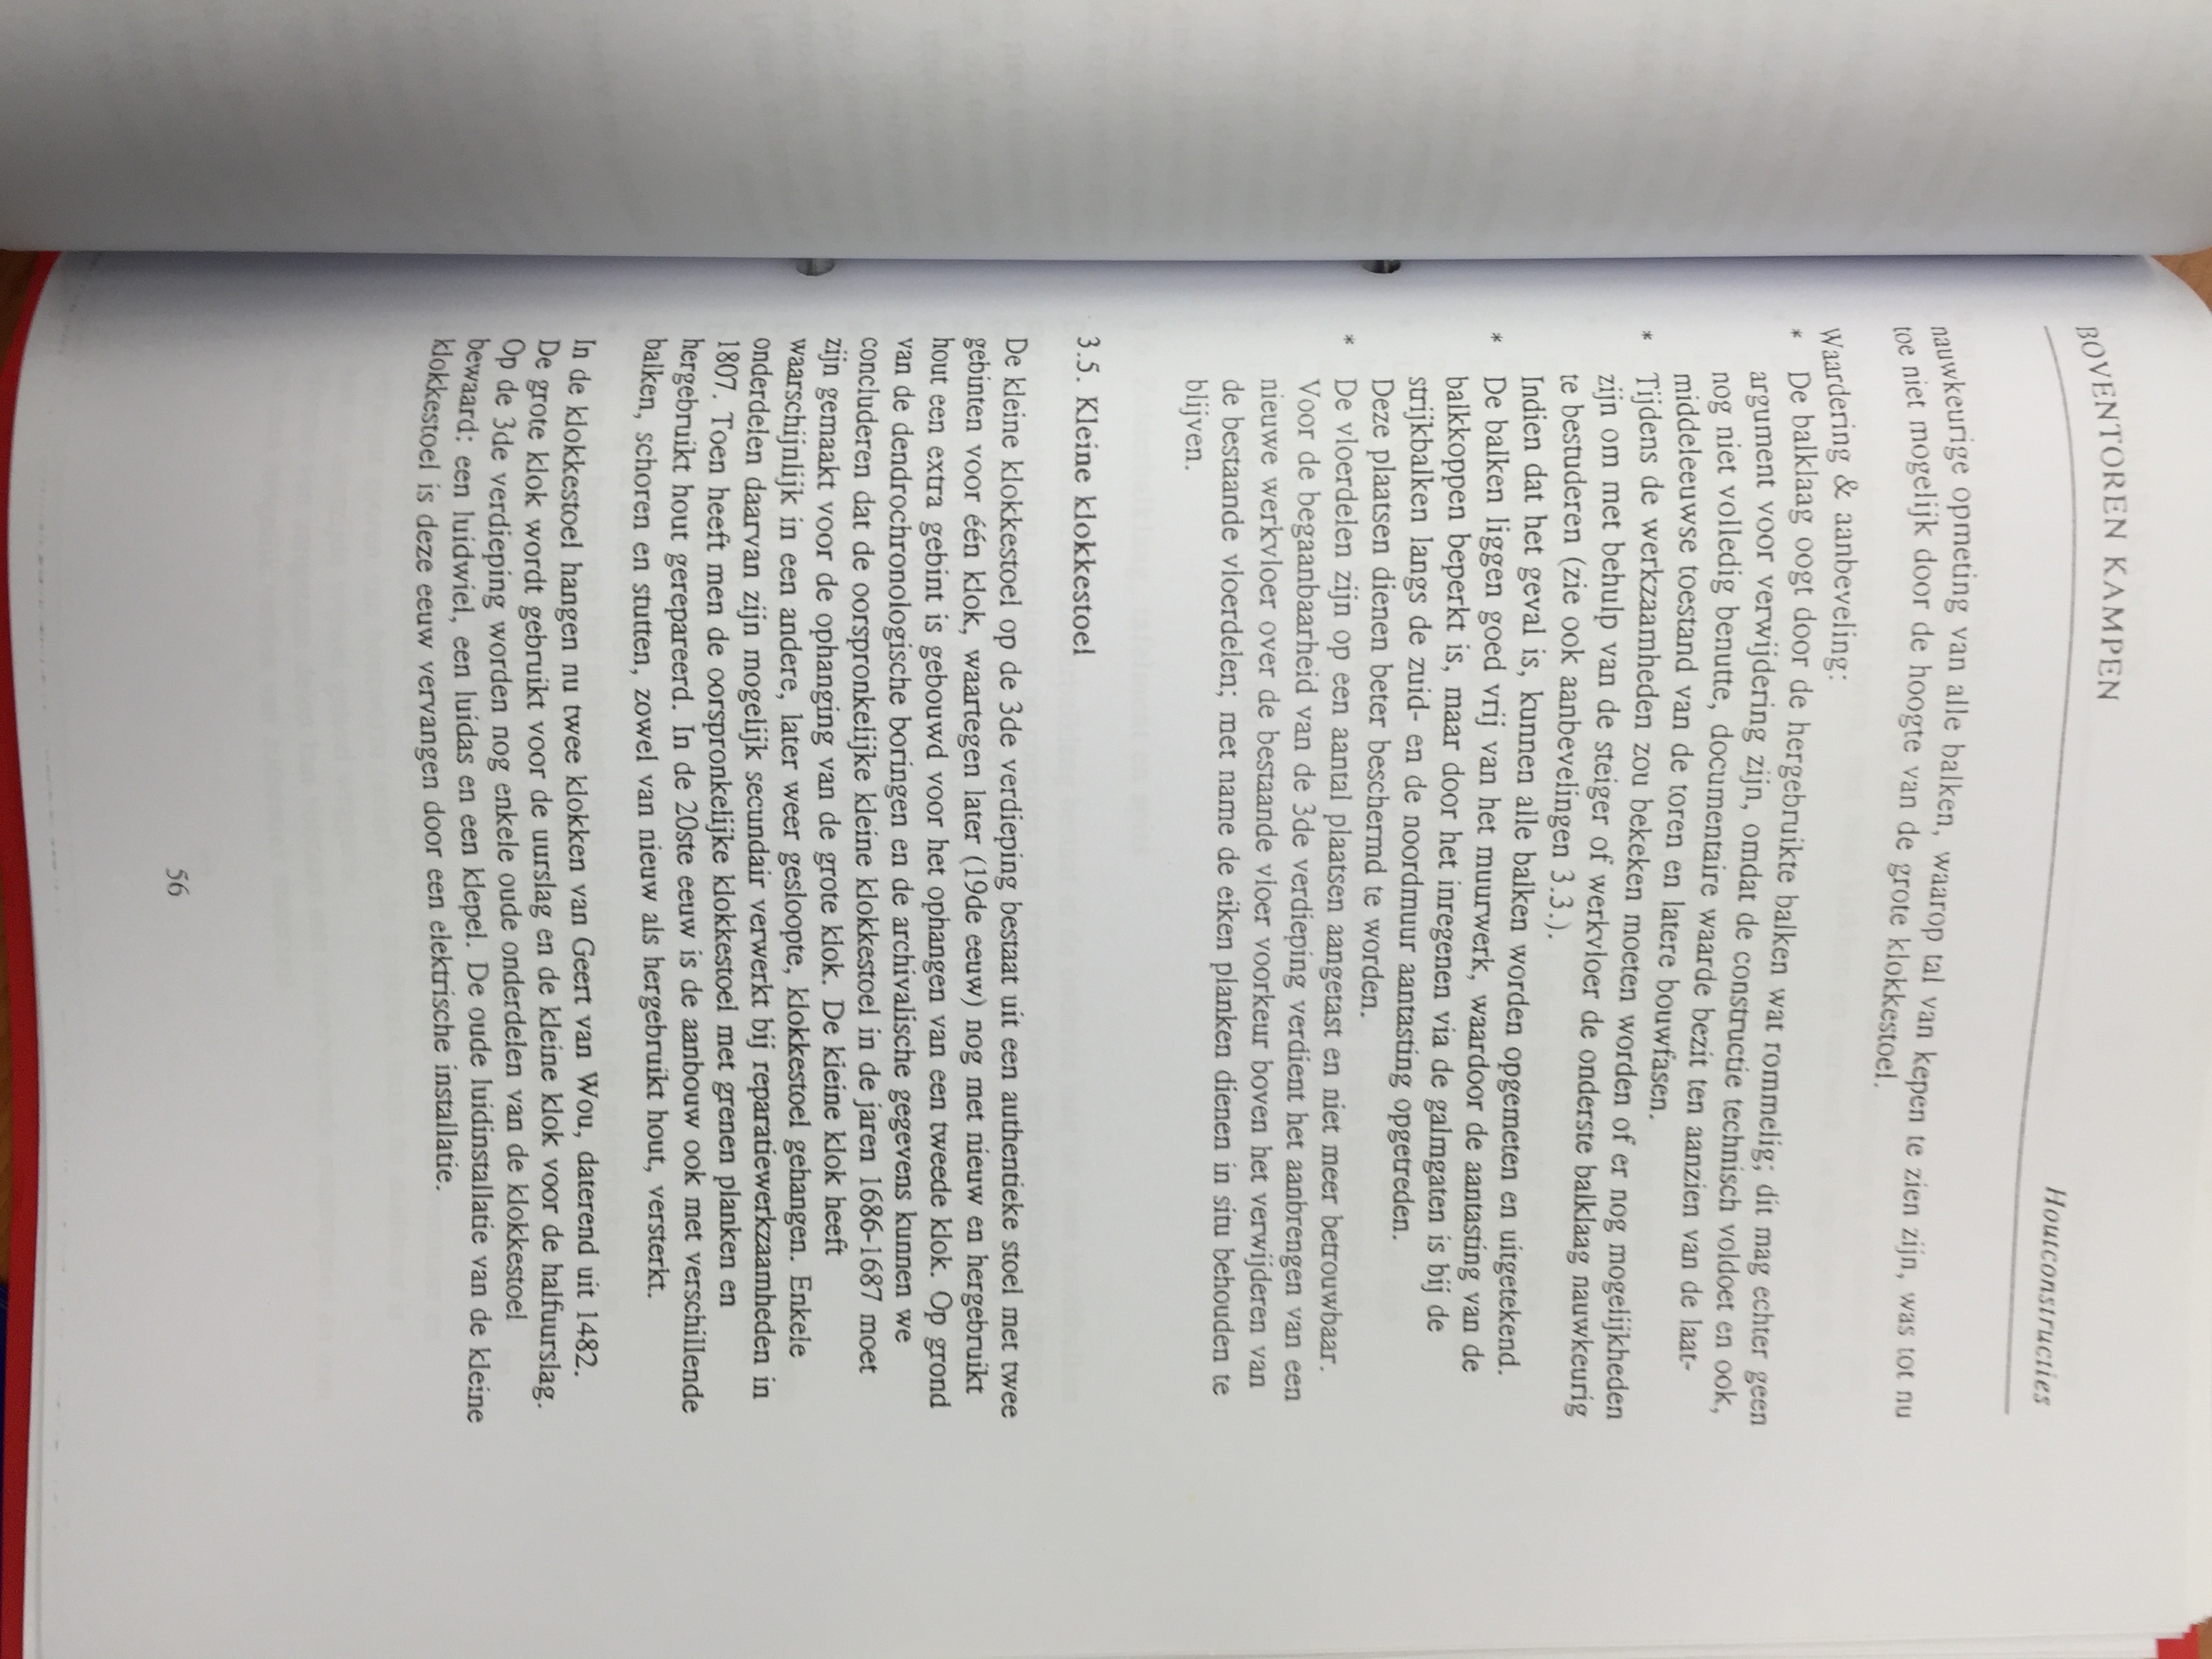 BOVENTOREN KAMPEN
Houtconstructies
nauwkeurige opmeting van alle balken, waarop tal van kepen te zien zijn, was tot nu
toe niet mogelijk door de hoogte van de grote klokkestoel.
Waardering & aanbeveling:
* De balklaag oogt door de hergebruikte balken wat rommelig; dit mag echter geen
argument voor verwijdering zijn, omdat de constructie technisch voldoet en ook,
nog niet volledig benutte, documentaire waarde bezit ten aanzien van de laat-
middeleeuwse toestand van de toren en latere bouwfasen.
* Tijdens de werkzaamheden zou bekeken moeten worden of er nog mogelijkheden
zijn om met behulp van de steiger of werkvloer de onderste balklaag nauwkeurig
te bestuderen (zie ook aanbevelingen 3.3.).
Indien dat het geval is, kunnen alle balken worden opgemeten en uitgetekend.
* De balken liggen goed vrij van het muurwerk, waardoor de aantasting van de
balkkoppen beperkt is, maar door het inregenen via de galmgaten is bij de
strijkbalken langs de zuid- en de noordmuur aantasting opgetreden.
Deze plaatsen dienen beter beschermd te worden.
* De vloerdelen zijn op een aantal plaatsen aangetast en niet meer betrouwbaar.
Voor de begaanbaarheid van de 3de verdieping verdient het aanbrengen van een
nieuwe werkvloer over de bestaande vloer voorkeur boven het verwijderen van
de bestaande vloerdelen; met name de eiken planken dienen in situ behouden te
blijven.
3.5. Kleine klokkestoel
De kleine klokkestoel op de 3de verdieping bestaat uit een authentieke stoel met twee
gebinten voor één klok, waartegen later (19de eeuw) nog met nieuw en hergebruikt
hout een extra gebint is gebouwd voor het ophangen van een tweede klok. Op grond
van de dendrochronologische boringen en de archivalische gegevens kunnen we
concluderen dat de oorspronkelijke kleine klokkestoel in de jaren 1686-1687 moet
zijn gemaakt voor de ophanging van de grote klok. De kleine klok heeft
waarschijnlijk in een andere, later weer gesloopte, klokkestoel gehangen. Enkele
onderdelen daarvan zijn mogelijk secundair verwerkt bij reparatiewerkzaamheden in
1807. Toen heeft men de oorspronkelijke klokkestoel met grenen planken en
hergebruikt hout gerepareerd. In de 20ste eeuw is de aanbouw ook met verschillende
balken, schoren en stutten, zowel van nieuw als hergebruikt hout, versterkt.
In de klokkestoel hangen nu twee klokken van Geert van Wou, daterend uit 1482.
De grote klok wordt gebruikt voor de uurslag en de kleine klok voor de halfuurslag.
Op de 3de verdieping worden nog enkele oude onderdelen van de klokkestoel
bewaard: een luidwiel, een luidas en een klepel. De oude luidinstallatie van de kleine
klokkestoel is deze eeuw vervangen door een elektrische installatie.
56